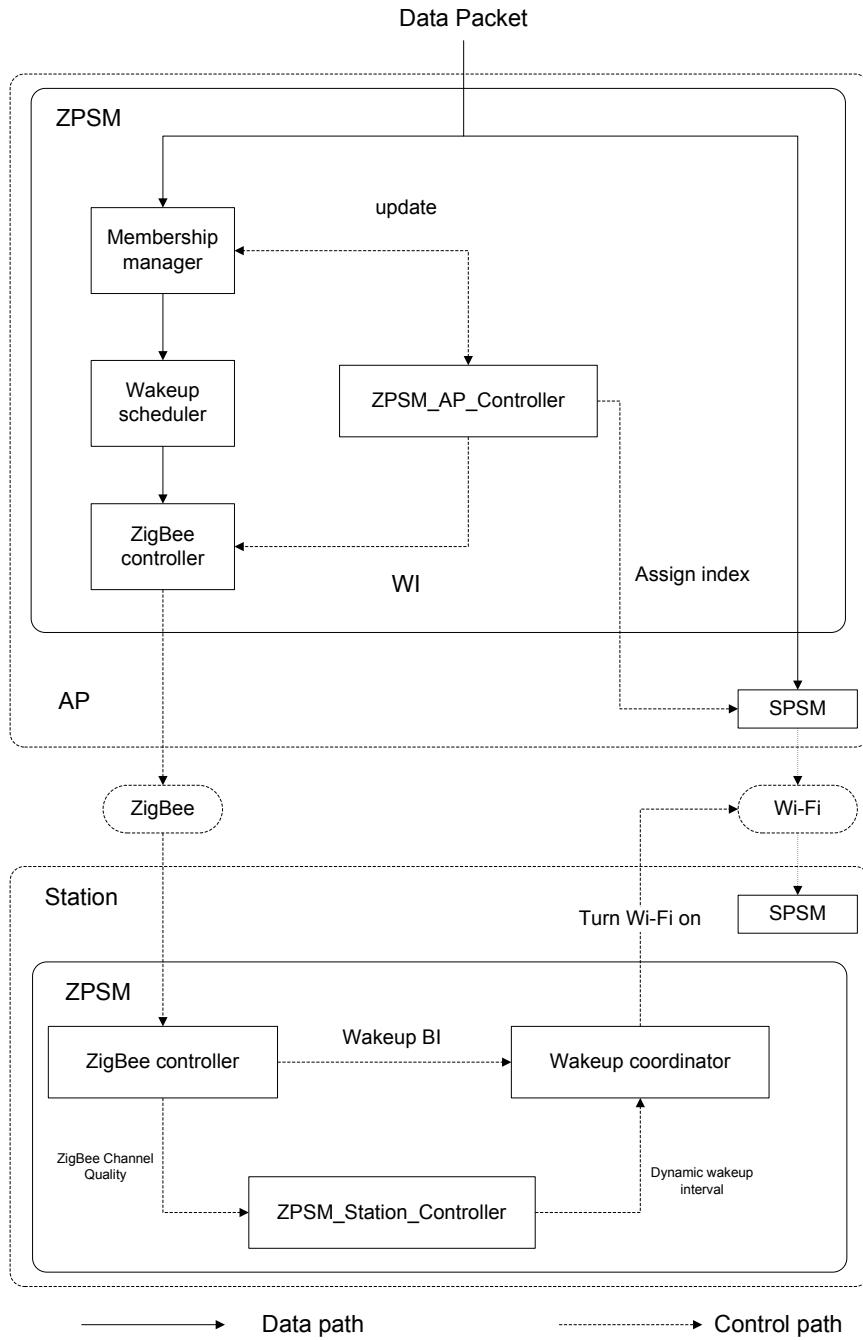 Data Packet
ZPSM
update
Membership
manager
Wakeup
scheduler
ZPSM_AP_Controller
ZigBee
controller
WI
Assign index
AP
SPSM
ZigBee
Wi-Fi
Station
SPSM
Turn Wi-Fi on
ZPSM
ZigBee controller
Wakeup BI
Wakeup coordinator
ZigBee Channel
Quality
Dynamic wakeup
interval
ZPSM_Station_Controller
Data path
Control path